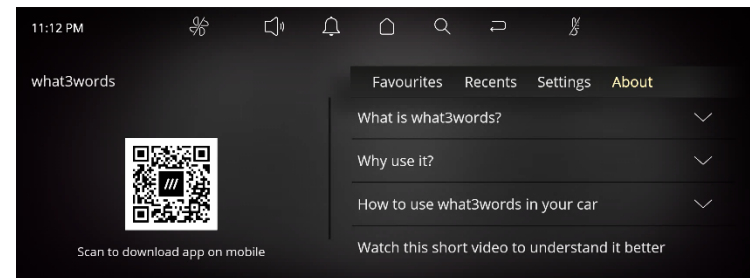 11:12 PM
what3words
Favourites Recents Settings About
What is what3words?
Why use it?
How to use what3words in your car
Watch this short video to understand it better
Scan to download app on mobile